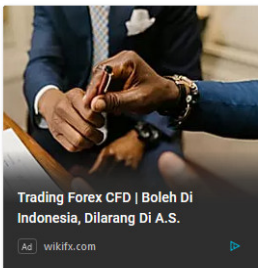 Trading Forex CFD | Boleh Di
Indonesia, Dilarang Di A.S.
Ad wikifx.com